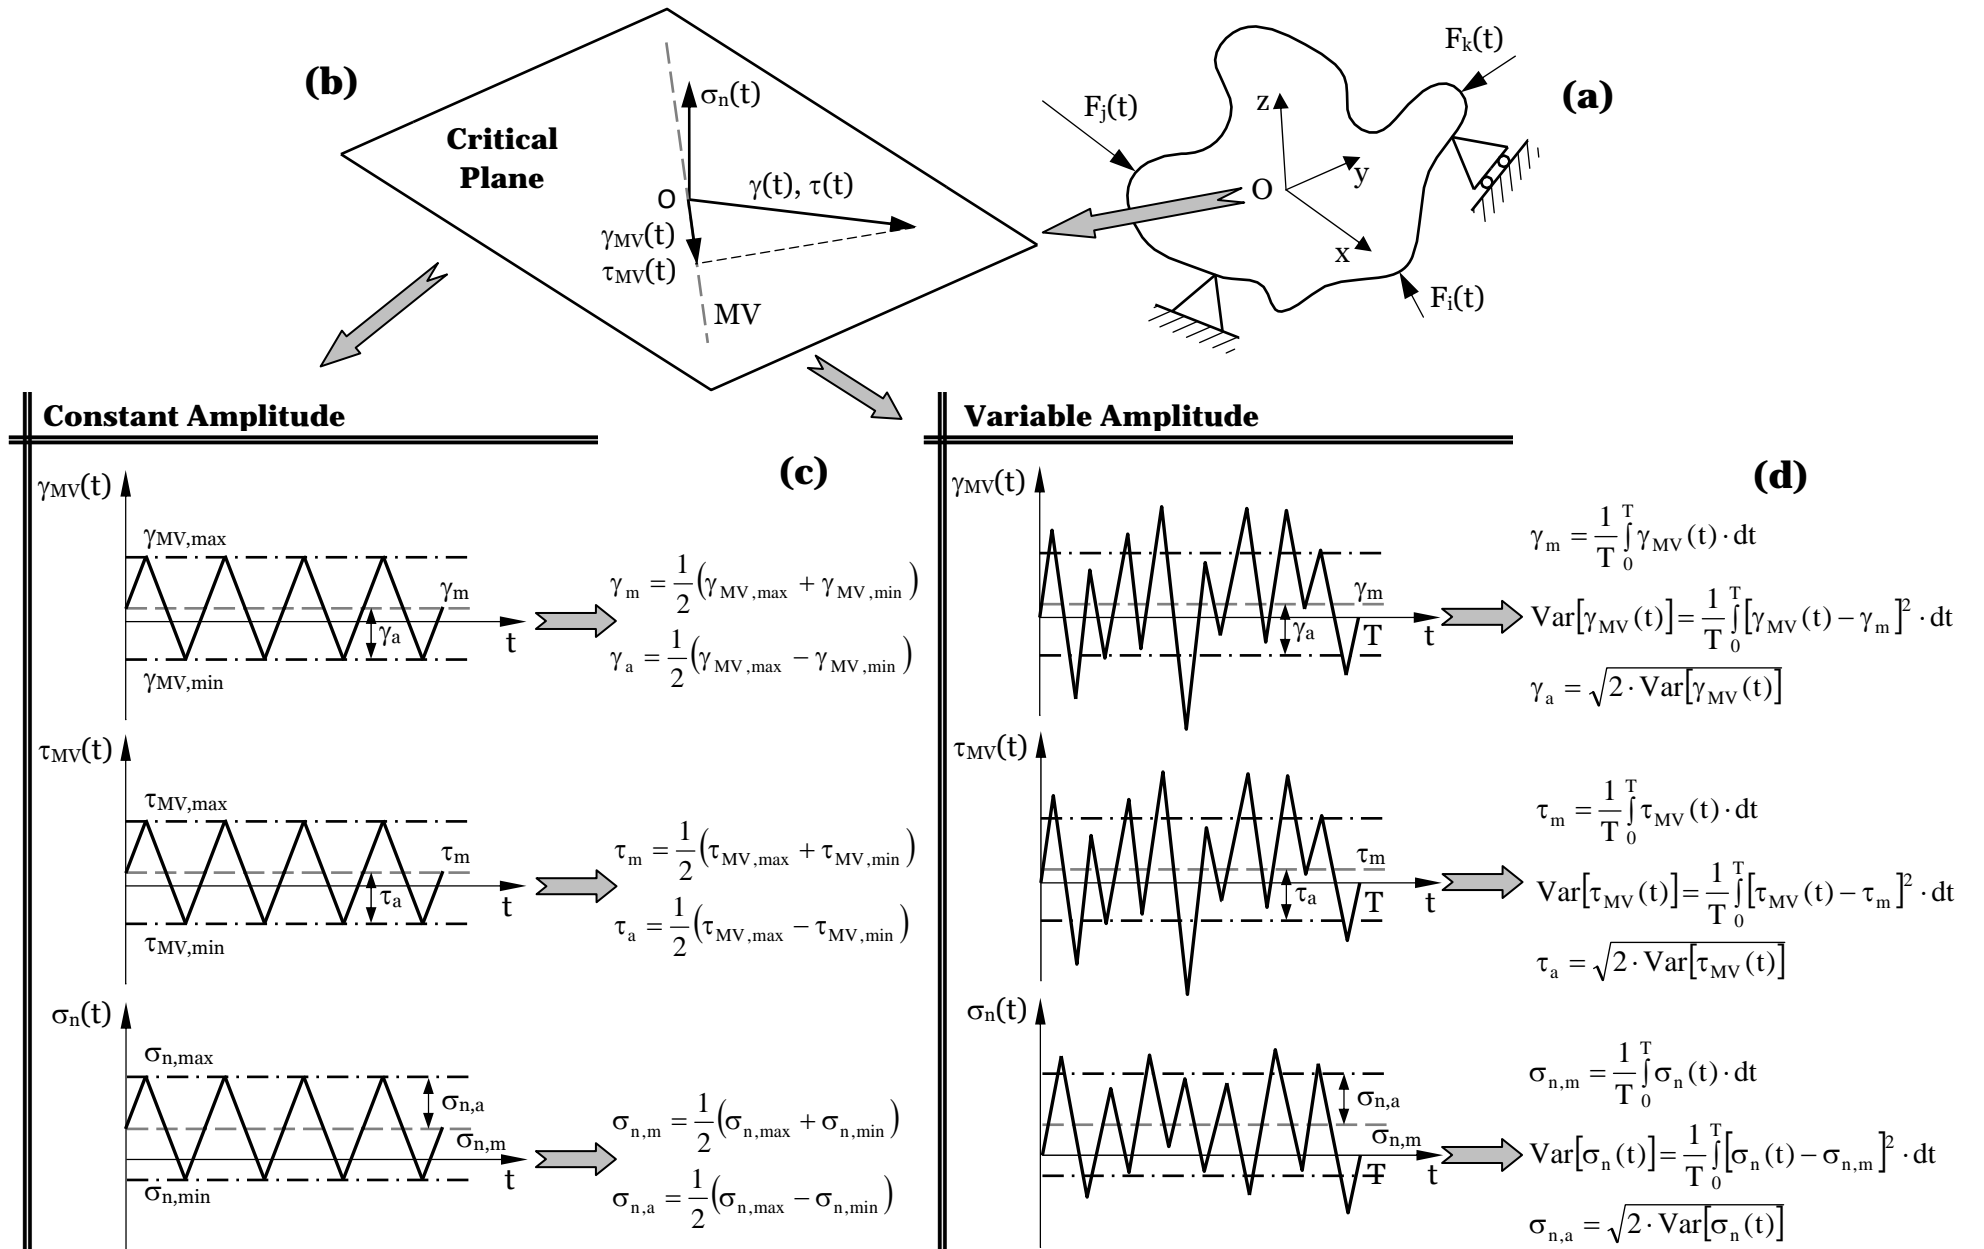 (b)
Critical
Plane
σn(t)
O
γ(t), τ(t)
γMV(t)
τMV(t)
MV
(a)
Fk(t)
Fj(t)
z
O
y
x
Fi(t)
Constant Amplitude
(c)
γMV(t)
γMV,max
γm
γa
t
γMV,min
γm = 1/2 (γMV,max + γMV,min)
γa = 1/2 (γMV,max − γMV,min)
τMV(t)
τMV,max
τm
τa
t
τMV,min
τm = 1/2 (τMV,max + τMV,min)
τa = 1/2 (τMV,max − τMV,min)
σn(t)
σn,max
σn,a
σn,m
t
σn,min
σn,m = 1/2 (σn,max + σn,min)
σn,a = 1/2 (σn,max − σn,min)
Variable Amplitude
(d)
γMV(t)
γm
γa
T
t
γm = 1/T ∫0T γMV(t)·dt
Var[γMV(t)] = 1/T ∫0T [γMV(t) − γm]²·dt
γa = √2·Var[γMV(t)]
τMV(t)
τm
τa
T
t
τm = 1/T ∫0T τMV(t)·dt
Var[τMV(t)] = 1/T ∫0T [τMV(t) − τm]²·dt
τa = √2·Var[τMV(t)]
σn(t)
σn,a
σn,m
T
t
σn,m = 1/T ∫0T σn(t)·dt
Var[σn(t)] = 1/T ∫0T [σn(t) − σn,m]²·dt
σn,a = √2·Var[σn(t)]